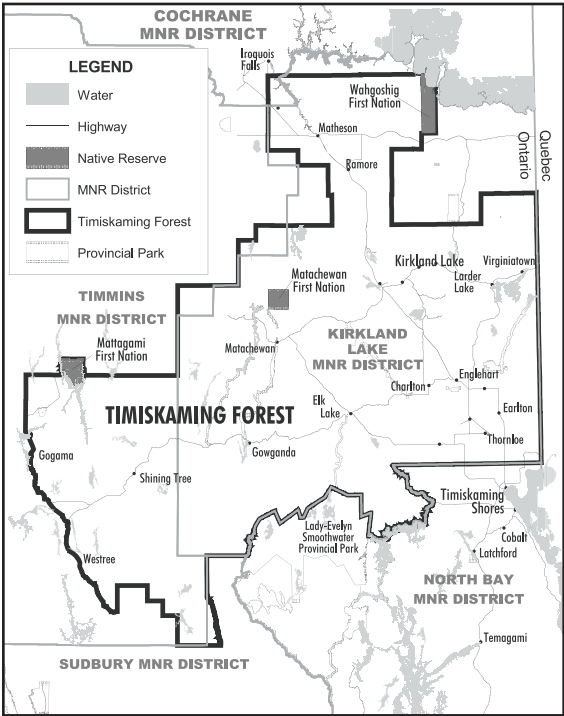 COCHRANE
MNR DISTRICT
LEGEND
Water
Highway
Native Reserve
MNR District
Timiskaming Forest
Provincial Park
Iroquois
Falls
Wahgoshig
First Nation
Matheson
Ramore
Quebec
Ontario
Kirkland Lake
Virginiatown
Larder
Lake
Matachewan
First Nation
TIMMINS
MNR DISTRICT
Mattagami
First Nation
Matachewan
KIRKLAND
LAKE
MNR DISTRICT
Englehart
Charlton
Elk
Lake
Earlton
Thornloe
TIMISKAMING FOREST
Gowganda
Gogama
Shining Tree
Timiskaming
Shores
Lady-Evelyn
Smoothwater
Provincial Park
Cobalt
Latchford
Westree
NORTH BAY
MNR DISTRICT
Temagami
SUDBURY MNR DISTRICT